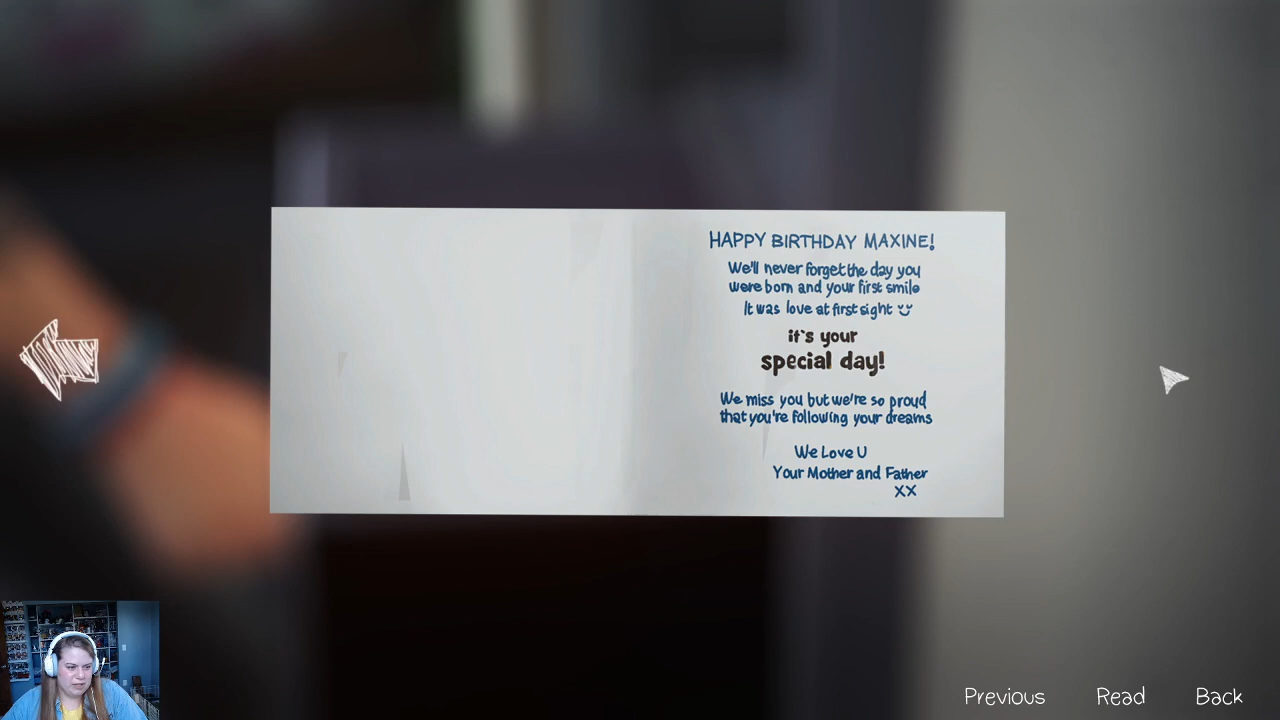 HAPPY BIRTHDAY MAXINE!
We'll never forget the day you
were born and your first smile
It was love at first sight
it's your
special day!
We miss you but we're so proud
that you're following your dreams
We Love U
Your Mother and Father
XX
Previous Read Back